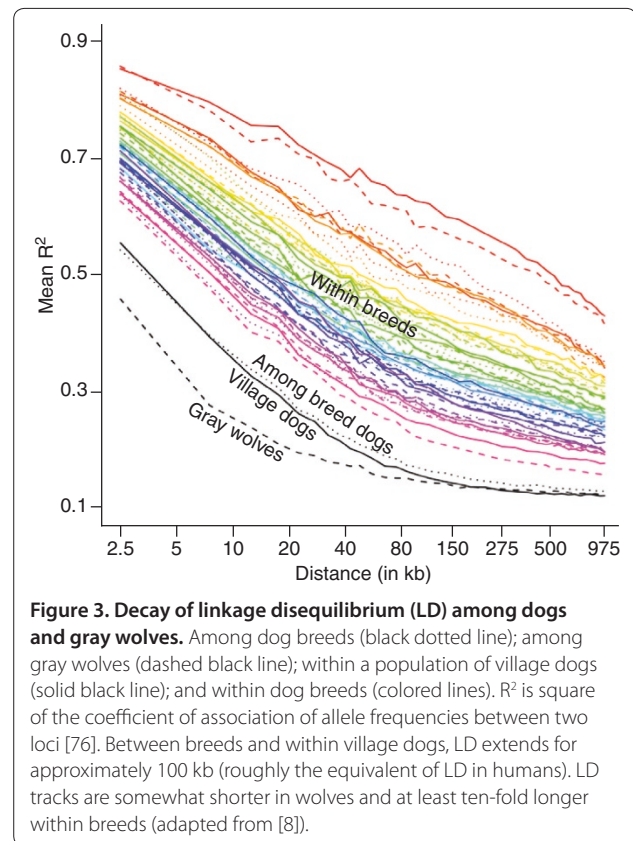 0.9
0.7
0.5
0.3
0.1
Mean R²
Within breeds
Among breed dogs
Village dogs
Gray wolves
2.5 5 10 20 40 80 150 275 500 975
Distance (in kb)
Figure 3. Decay of linkage disequilibrium (LD) among dogs
and gray wolves. Among dog breeds (black dotted line); among
gray wolves (dashed black line); within a population of village dogs
(solid black line); and within dog breeds (colored lines). R² is square
of the coefficient of association of allele frequencies between two
loci [76]. Between breeds and within village dogs, LD extends for
approximately 100 kb (roughly the equivalent of LD in humans). LD
tracks are somewhat shorter in wolves and at least ten-fold longer
within breeds (adapted from [8]).